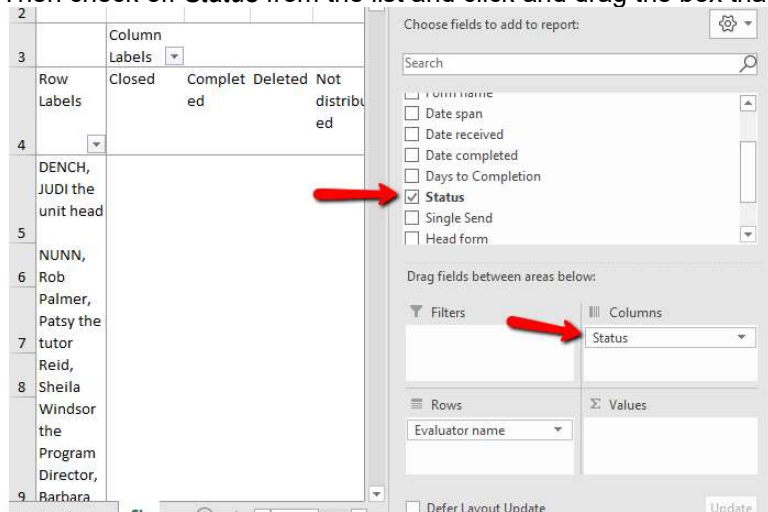 Then check off Status from the list and click and drag the box tha
2
3
Column
Labels
4
Row
Labels
Closed
Complet
ed
Deleted
Not
distribu
ed
5
DENCH,
JUDI the
unit head
6
NUNN,
Rob
7
Palmer,
Patsy the
tutor
8
Reid,
Sheila
9
Windsor
the
Program
Director,
Barbara
Choose fields to add to report:
Search
Form name
Date span
Date received
Date completed
Days to Completion
Status
Single Send
Head form
Drag fields between areas below:
Filters
Columns
Status
Rows
Σ Values
Evaluator name
Defer Layout Update
Update